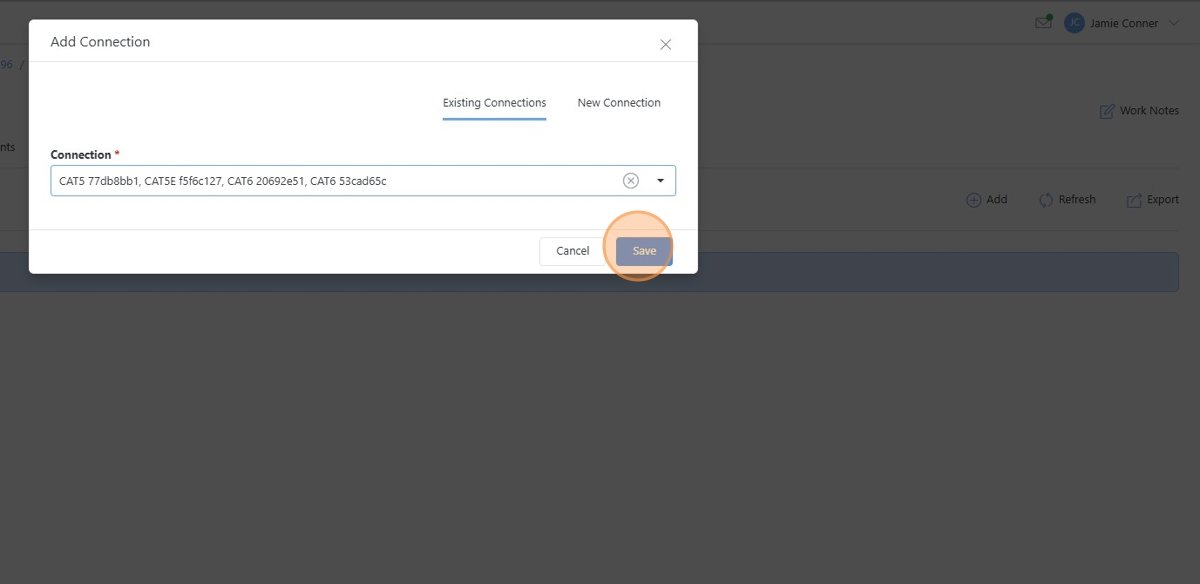 Add Connection
JC Jamie Conner
96 /
Existing Connections New Connection
Work Notes
nts
Connection *
CAT5 77db8bb1, CAT5E f5f6c127, CAT6 20692e51, CAT6 53cad65c
Add Refresh Export
Cancel Save